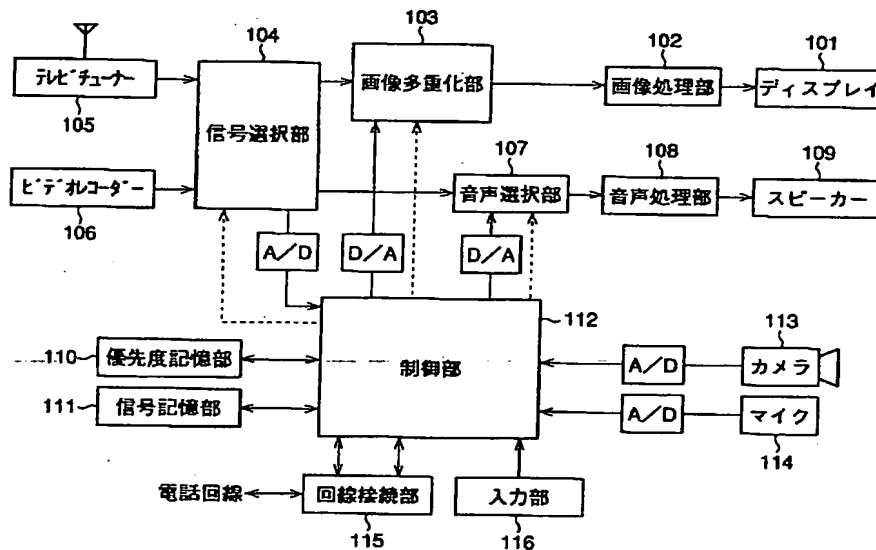 103
104
102
101
テレビチューナー
画像多重化部
画像処理部
ディスプレイ
105
信号選択部
107
108
109
ビデオレコーダー
音声選択部
音声処理部
スピーカー
106
A/D
D/A
D/A
112
113
110
優先度記憶部
制御部
A/D
カメラ
111
信号記憶部
A/D
マイク
114
電話回線
回線接続部
入力部
115
116